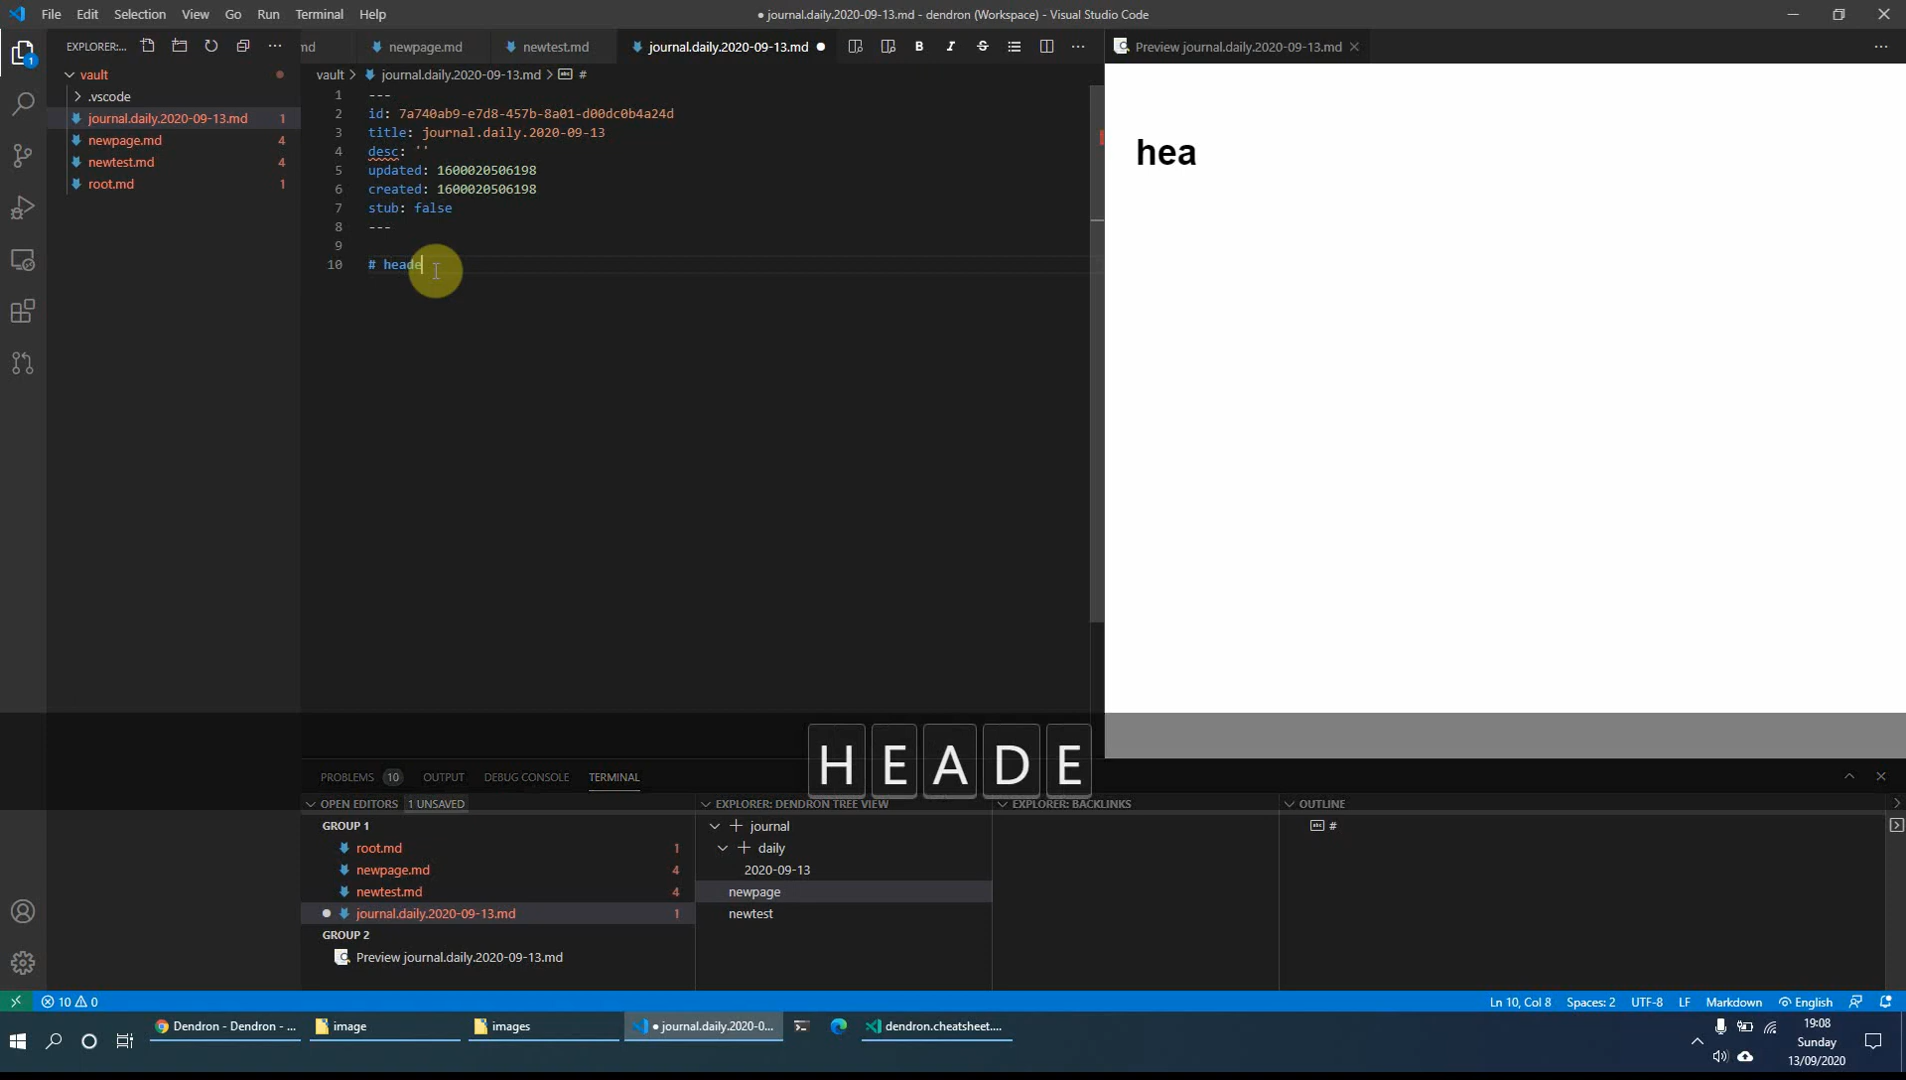 File Edit Selection View Go Run Terminal Help
● journal.daily.2020-09-13.md - dendron (Workspace) - Visual Studio Code
EXPLORER:...
md
newpage.md
newtest.md
journal.daily.2020-09-13.md
Preview journal.daily.2020-09-13.md
1
vault
.vscode
journal.daily.2020-09-13.md 1
newpage.md 4
newtest.md 4
root.md 1
vault > journal.daily.2020-09-13.md > #
1 ---
2 id: 7a740ab9-e7d8-457b-8a01-d00dc0b4a24d
3 title: journal.daily.2020-09-13
4 desc: ''
5 updated: 1600020506198
6 created: 1600020506198
7 stub: false
8 ---
9
10 # heade
hea
H E A D E
PROBLEMS 10 OUTPUT DEBUG CONSOLE TERMINAL
OPEN EDITORS 1 UNSAVED
GROUP 1
root.md 1
newpage.md 4
newtest.md 4
journal.daily.2020-09-13.md 1
GROUP 2
Preview journal.daily.2020-09-13.md
EXPLORER: DENDRON TREE VIEW
journal
daily
2020-09-13
newpage
newtest
EXPLORER: BACKLINKS
OUTLINE
#
10 0
Ln 10, Col 8 Spaces: 2 UTF-8 LF Markdown English
Dendron - Dendron - ...
image
images
● journal.daily.2020-0...
dendron.cheatsheet....
19:08
Sunday
13/09/2020